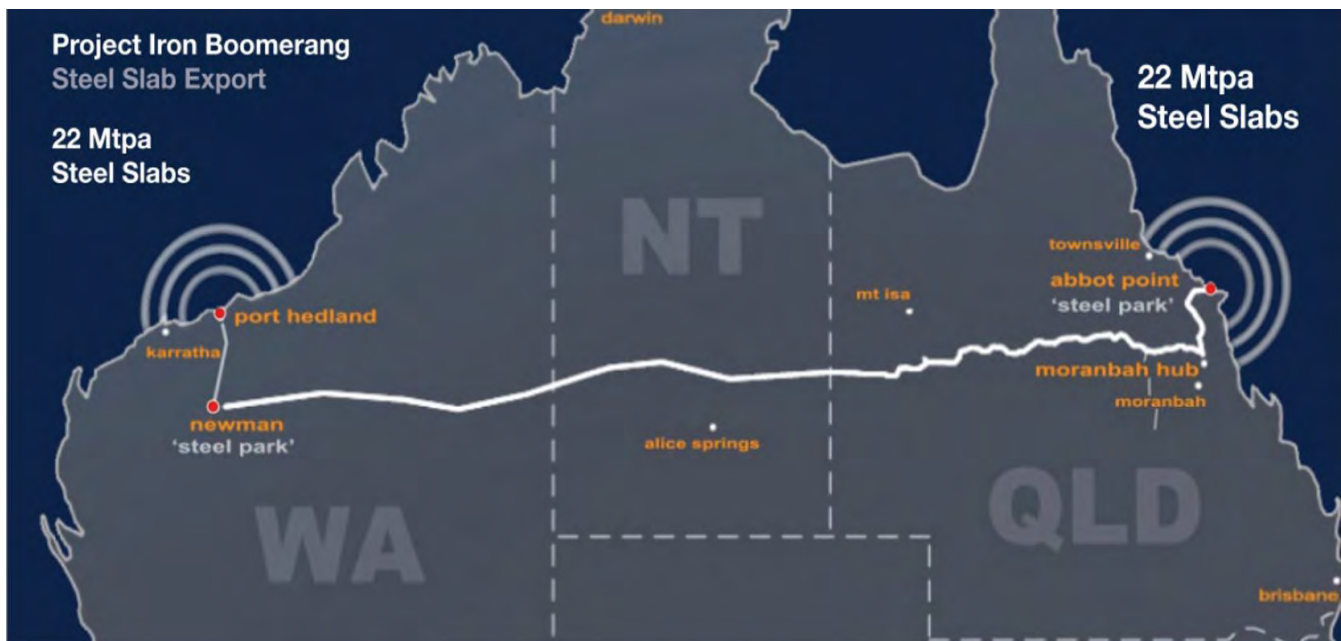 Project Iron Boomerang
Steel Slab Export
22 Mtpa
Steel Slabs
22 Mtpa
Steel Slabs
darwin
NT
townsville
abbot point
'steel park'
mt isa
port hedland
karratha
moranbah hub
moranbah
newman
'steel park'
alice springs
WA
QLD
brisbane